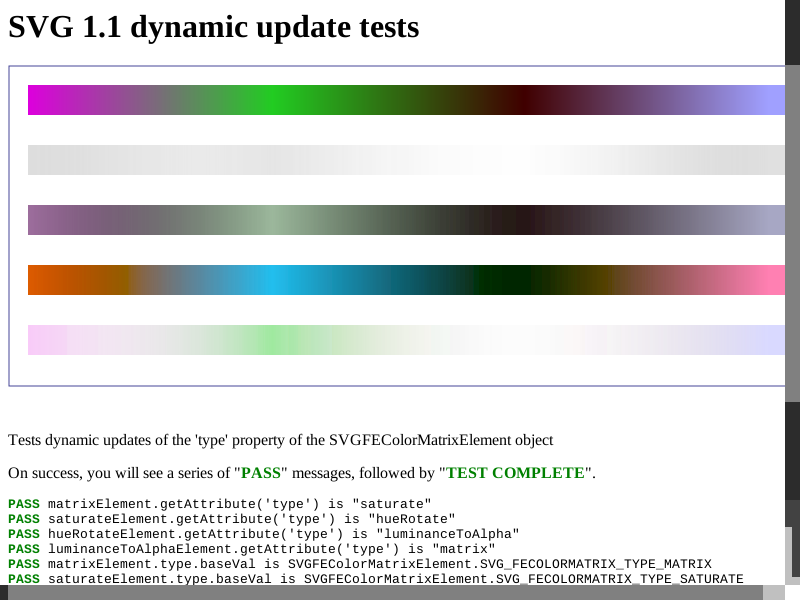 SVG 1.1 dynamic update tests
Tests dynamic updates of the 'type' property of the SVGFEColorMatrixElement object
On success, you will see a series of "PASS" messages, followed by "TEST COMPLETE".
PASS matrixElement.getAttribute('type') is "saturate"
PASS saturateElement.getAttribute('type') is "hueRotate"
PASS hueRotateElement.getAttribute('type') is "luminanceToAlpha"
PASS luminanceToAlphaElement.getAttribute('type') is "matrix"
PASS matrixElement.type.baseVal is SVGFEColorMatrixElement.SVG_FECOLORMATRIX_TYPE_MATRIX
PASS saturateElement.type.baseVal is SVGFEColorMatrixElement.SVG_FECOLORMATRIX_TYPE_SATURATE